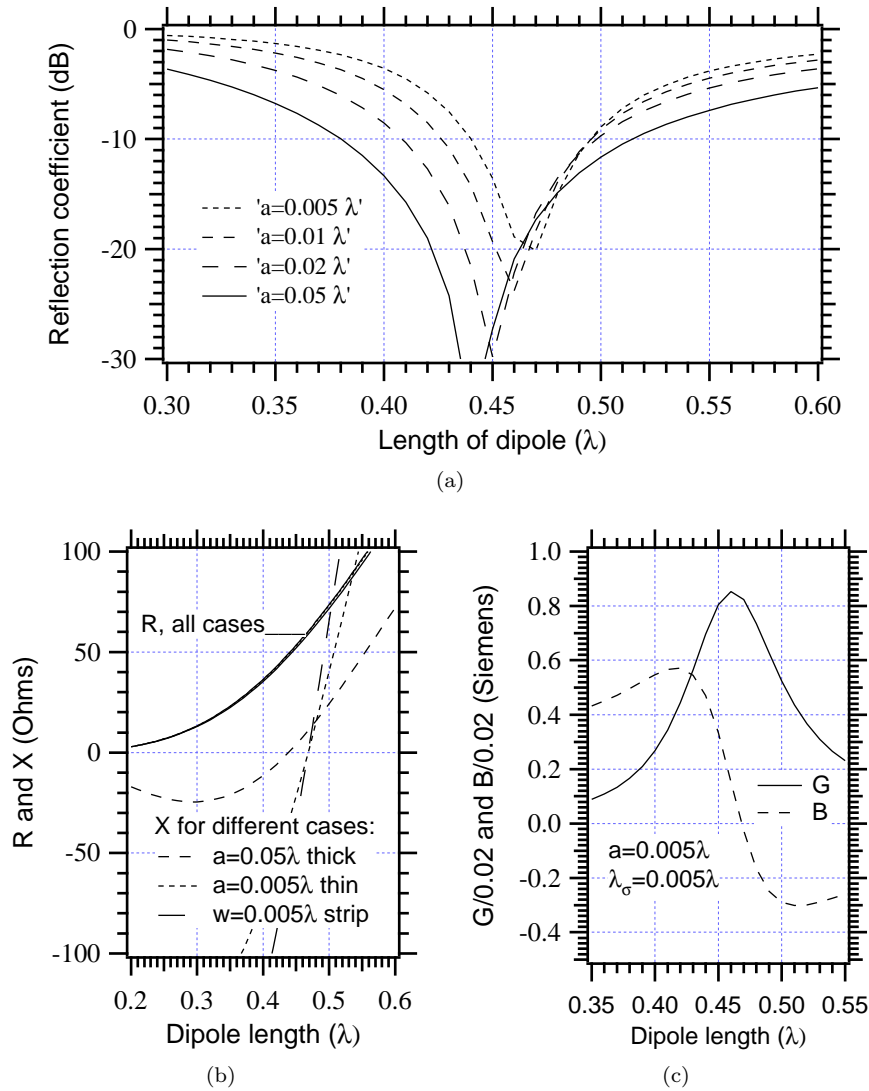 0
-10
-20
-30
Reflection coefficient (dB)
'a=0.005 λ'
'a=0.01 λ'
'a=0.02 λ'
'a=0.05 λ'
0.30 0.35 0.40 0.45 0.50 0.55 0.60
Length of dipole (λ)
(a)
100
50
0
-50
-100
R and X (Ohms)
R, all cases
X for different cases:
a=0.05λ thick
a=0.005λ thin
w=0.005λ strip
0.2 0.3 0.4 0.5 0.6
Dipole length (λ)
(b)
1.0
0.8
0.6
0.4
0.2
0.0
-0.2
-0.4
G/0.02 and B/0.02 (Siemens)
G
B
a=0.005λ
λσ=0.005λ
0.35 0.40 0.45 0.50 0.55
Dipole length (λ)
(c)